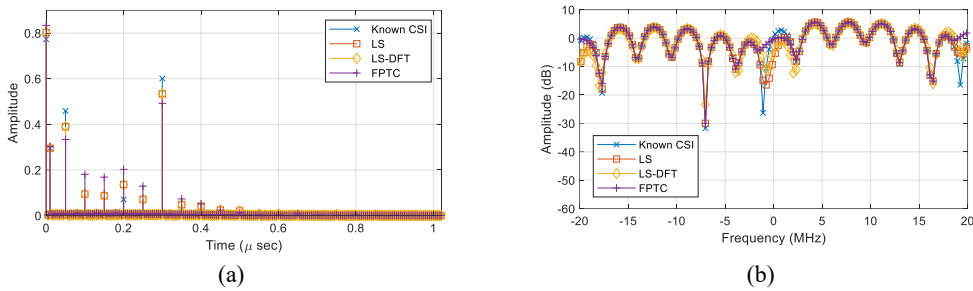 0.8
0.6
0.4
0.2
0
Amplitude
Known CSI
LS
LS-DFT
FPTC
0 0.2 0.4 0.6 0.8 1
Time (μ sec)
(a)
10
0
-10
-20
-30
-40
-50
-60
Amplitude (dB)
Known CSI
LS
LS-DFT
FPTC
-20 -15 -10 -5 0 5 10 15 20
Frequency (MHz)
(b)